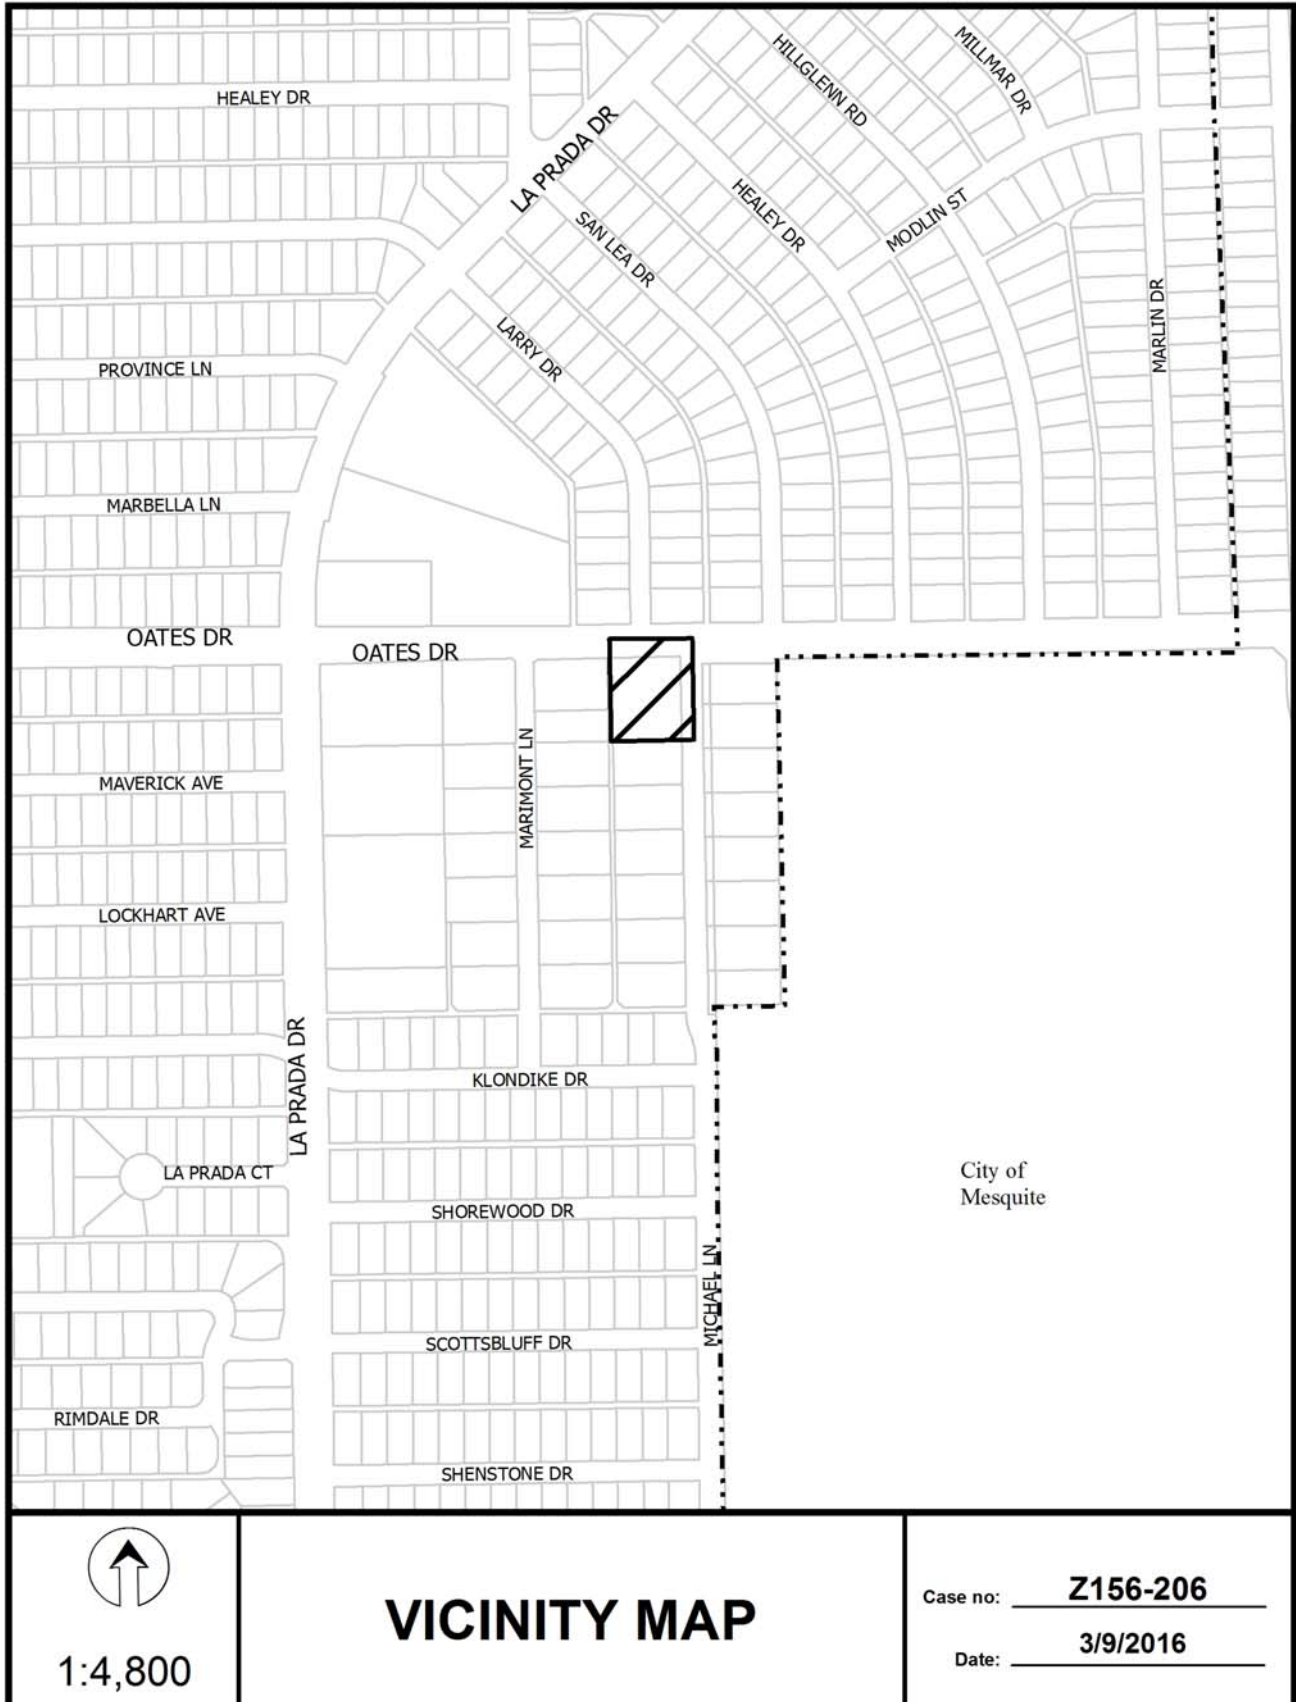 HEALEY DR
HILLGLENN RD
MILLMAR DR
LA PRADA DR
HEALEY DR
MODLIN ST
SAN LEA DR
MARLIN DR
LARRY DR
PROVINCE LN
MARBELLA LN
OATES DR
OATES DR
MARIMONT LN
MAVERICK AVE
LOCKHART AVE
LA PRADA DR
KLONDIKE DR
LA PRADA CT
City of
Mesquite
SHOREWOOD DR
MICHAEL LN
SCOTTSBLUFF DR
RIMDALE DR
SHENSTONE DR
1:4,800
VICINITY MAP
Case no: Z156-206
Date: 3/9/2016